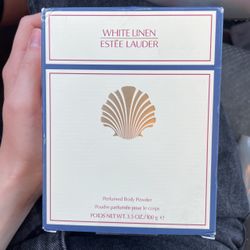 WHITE LINEN
ESTĒE LAUDER
Perfumed Body Powder
Poudre parfumée pour le corps
POIDS NET WT. 3.5 OZ./100 g ℮